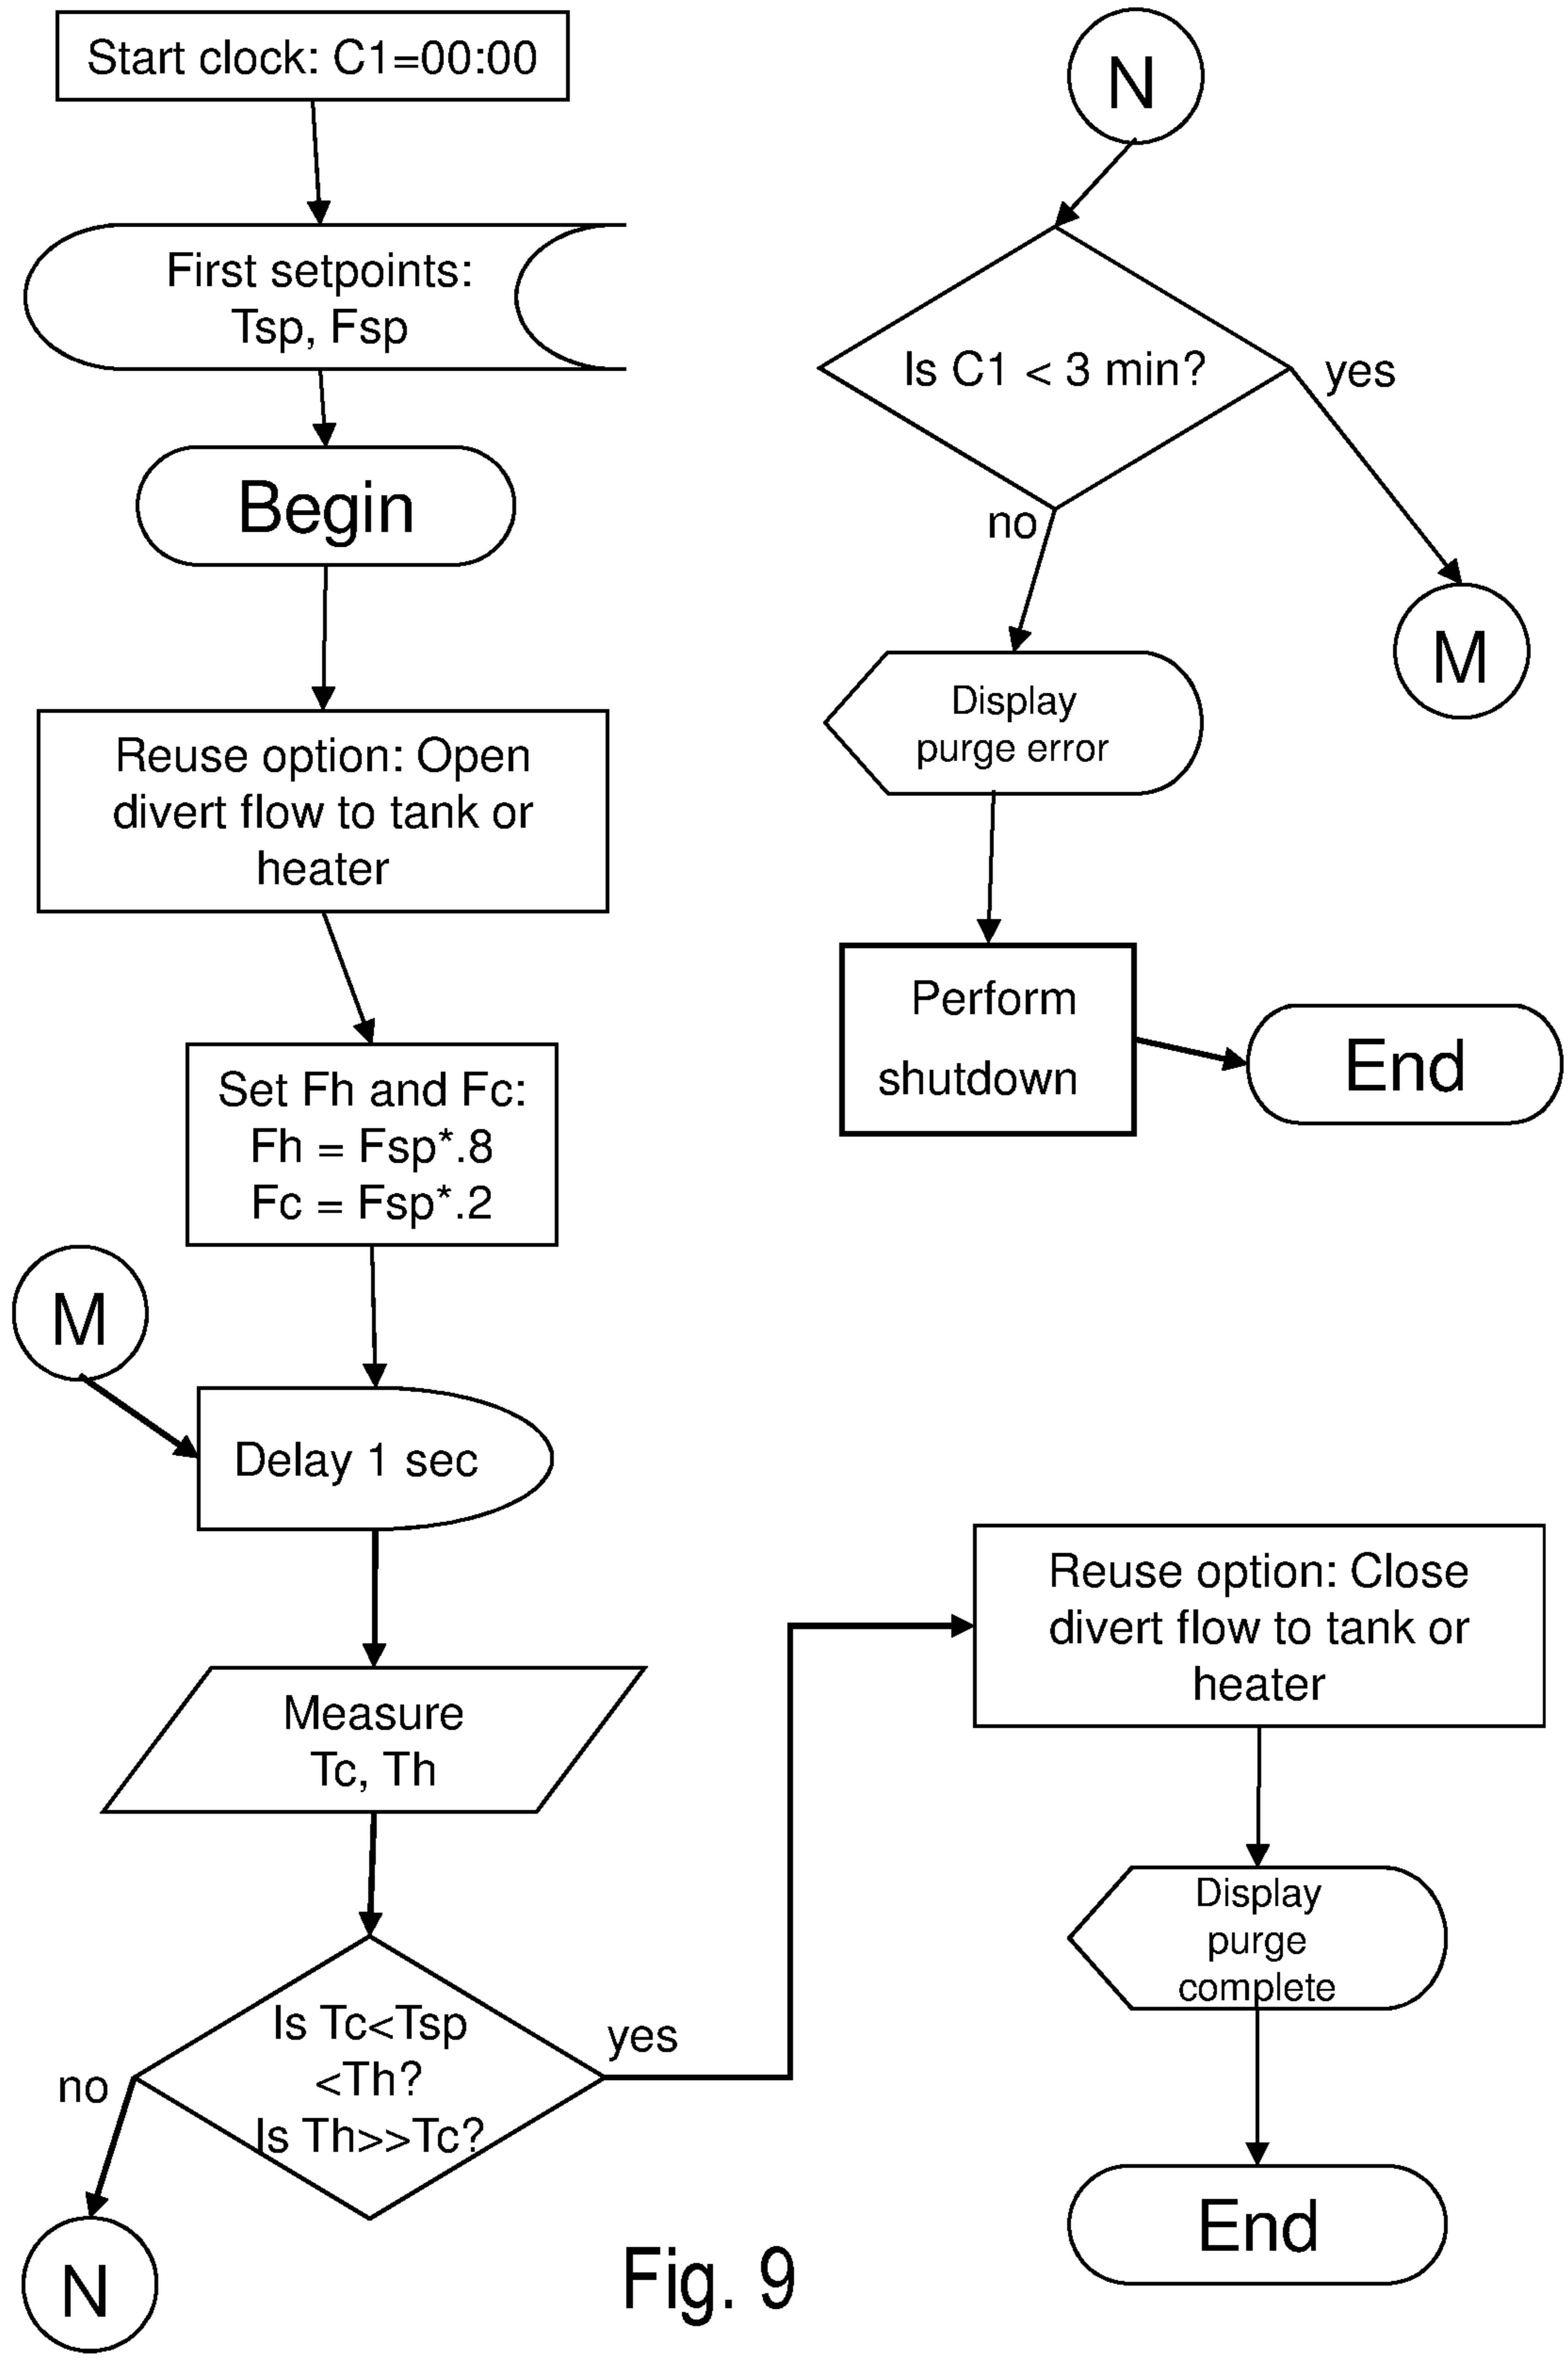 Start clock: C1=00:00
First setpoints:
Tsp, Fsp
Begin
Reuse option: Open
divert flow to tank or
heater
Set Fh and Fc:
Fh = Fsp*.8
Fc = Fsp*.2
M
Delay 1 sec
Measure
Tc, Th
Is Tc<Tsp
<Th?
Is Th>>Tc?
no
yes
N
N
Is C1 < 3 min?
yes
no
M
Display
purge error
Perform
shutdown
End
Reuse option: Close
divert flow to tank or
heater
Display
purge
complete
End
Fig. 9